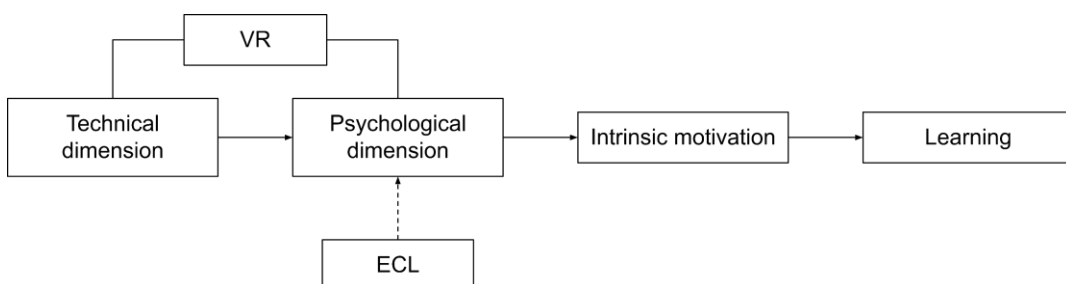 VR
Technical
dimension
Psychological
dimension
Intrinsic motivation
Learning
ECL